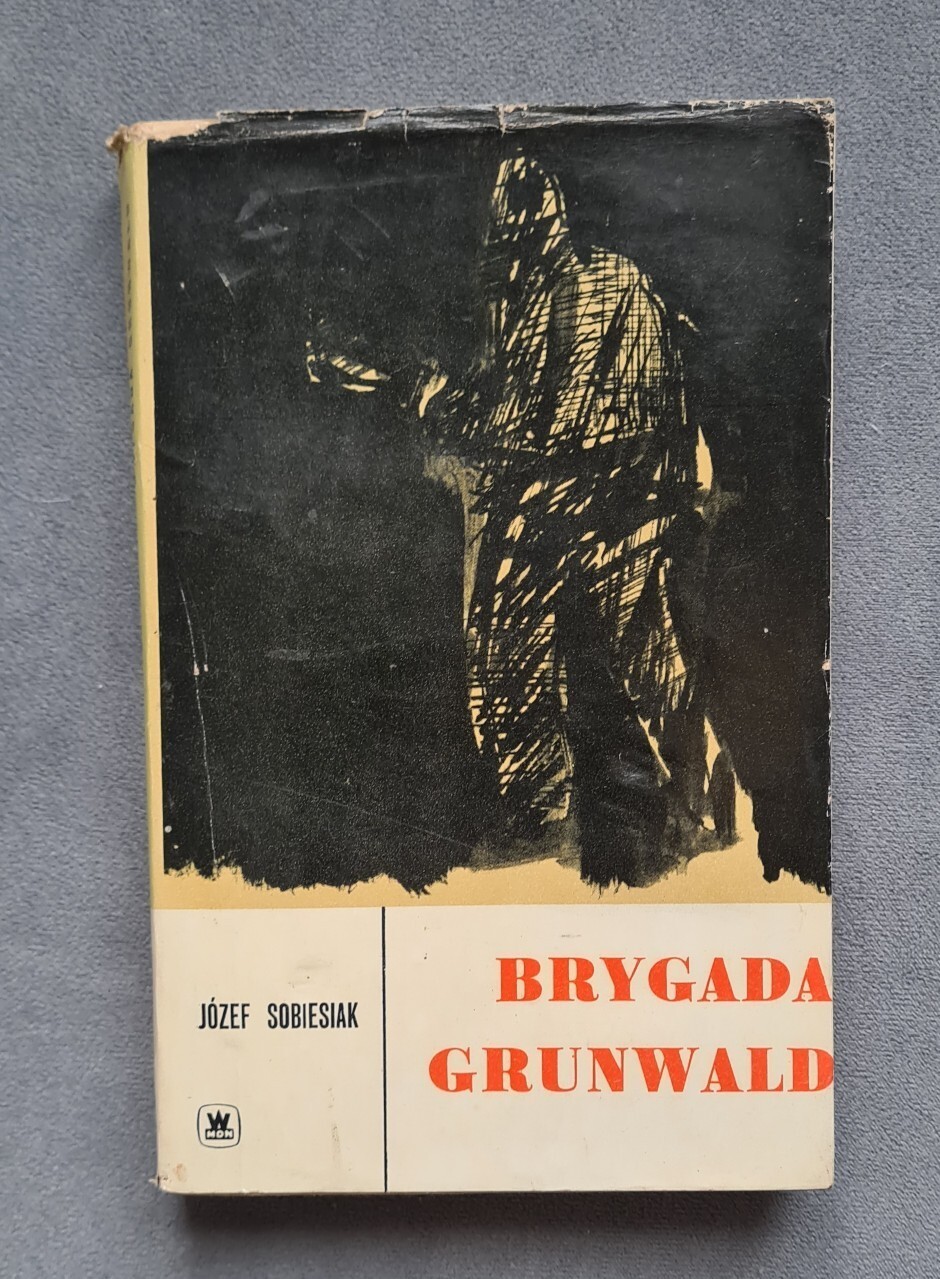 JÓZEF SOBIESIAK
BRYGADA
GRUNWALD
W
MON